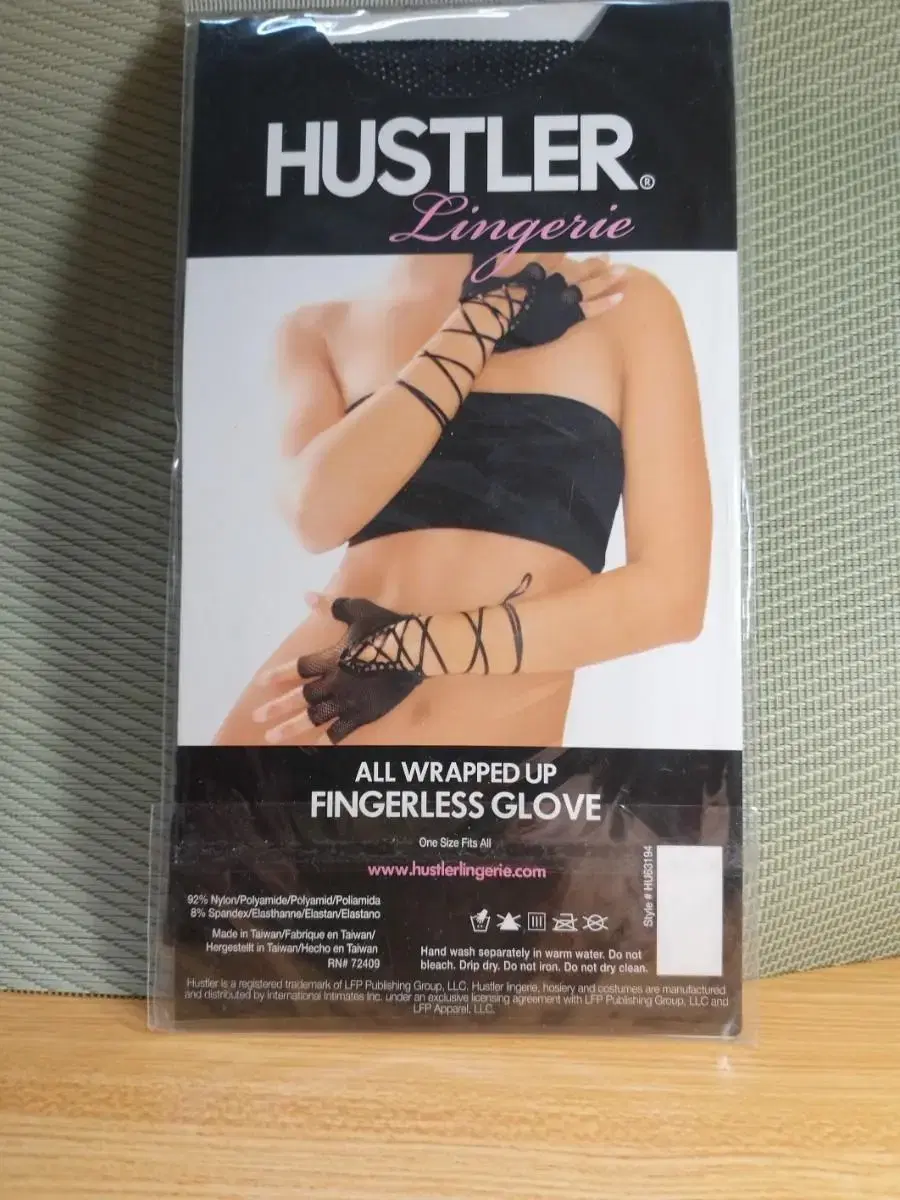 HUSTLER®
Lingerie
ALL WRAPPED UP
FINGERLESS GLOVE
One Size Fits All
www.hustlerlingerie.com
92% Nylon/Polyamide/Polyamid/Poliamida
8% Spandex/Elasthanne/Elastan/Elastano
Made in Taiwan/Fabrique en Taiwan/
Hergestellt in Taiwan/Hecho en Taiwan
RN# 72409
Hand wash separately in warm water. Do not
bleach. Drip dry. Do not iron. Do not dry clean.
Style # HU63194
Hustler is a registered trademark of LFP Publishing Group, LLC. Hustler lingerie, hosiery and costumes are manufactured
and distributed by International Intimates Inc. under an exclusive licensing agreement with LFP Publishing Group, LLC and
LFP Apparel, LLC.